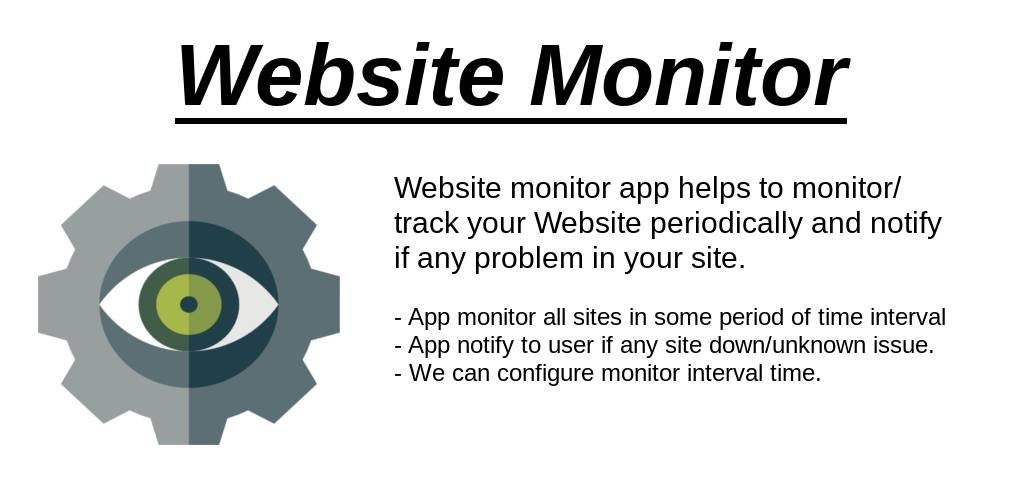 Website Monitor
Website monitor app helps to monitor/
track your Website periodically and notify
if any problem in your site.
- App monitor all sites in some period of time interval
- App notify to user if any site down/unknown issue.
- We can configure monitor interval time.